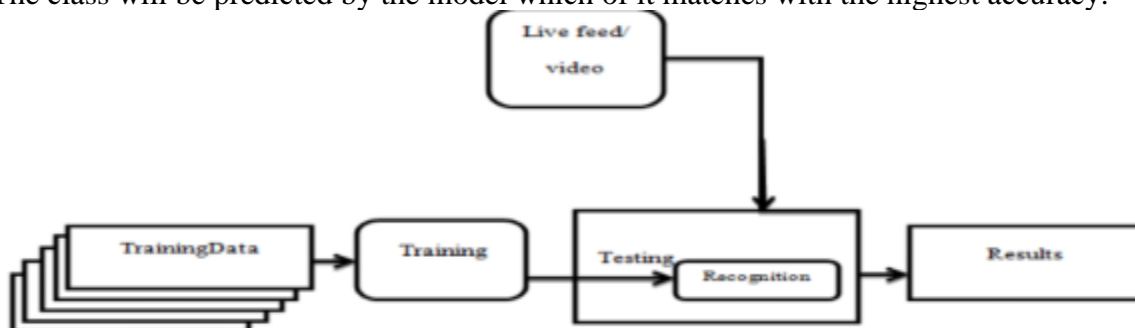 The class will be predicted by the model which of it matches with the highest accuracy.
Live feed/
video
TrainingData
Training
Testing
Recognition
Results